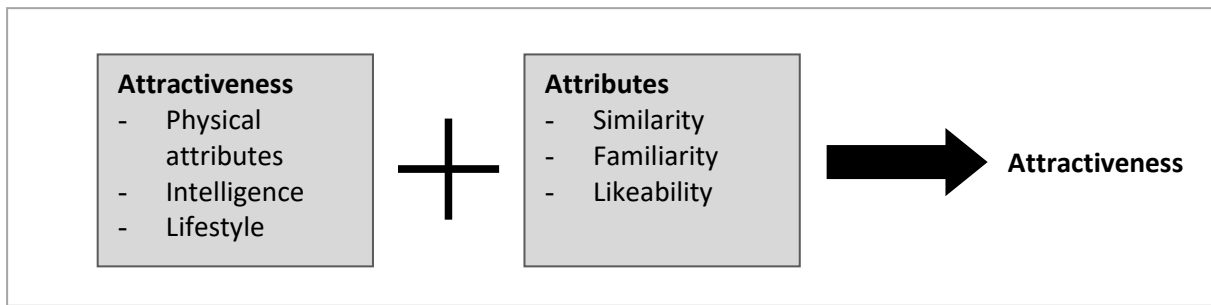 Attractiveness
- Physical
attributes
- Intelligence
- Lifestyle
Attributes
- Similarity
- Familiarity
- Likeability
Attractiveness